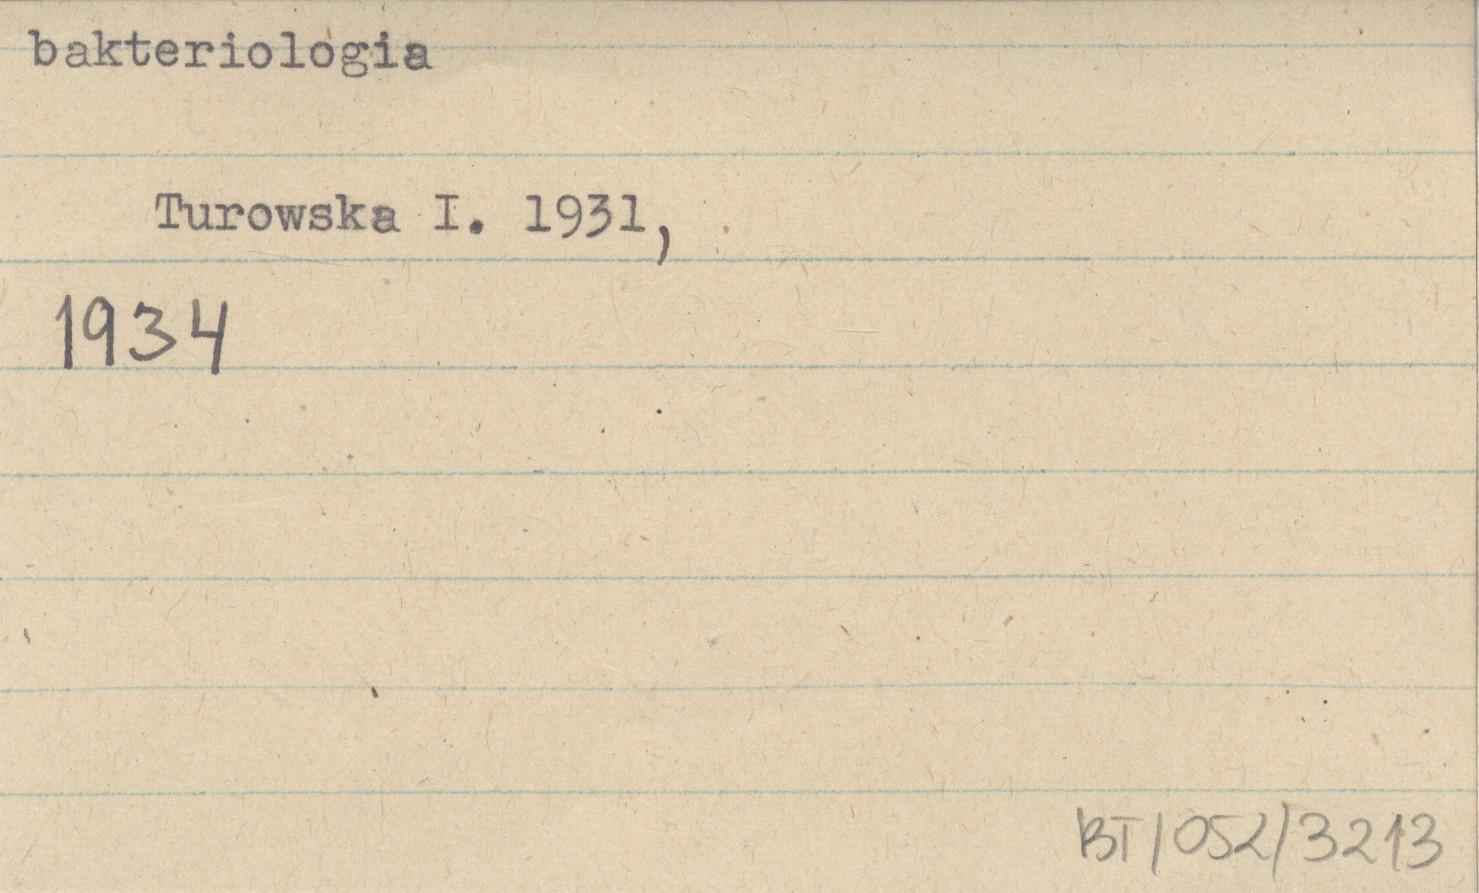 bakteriologia
Turowska I. 1931,
1934
BT/052/3213